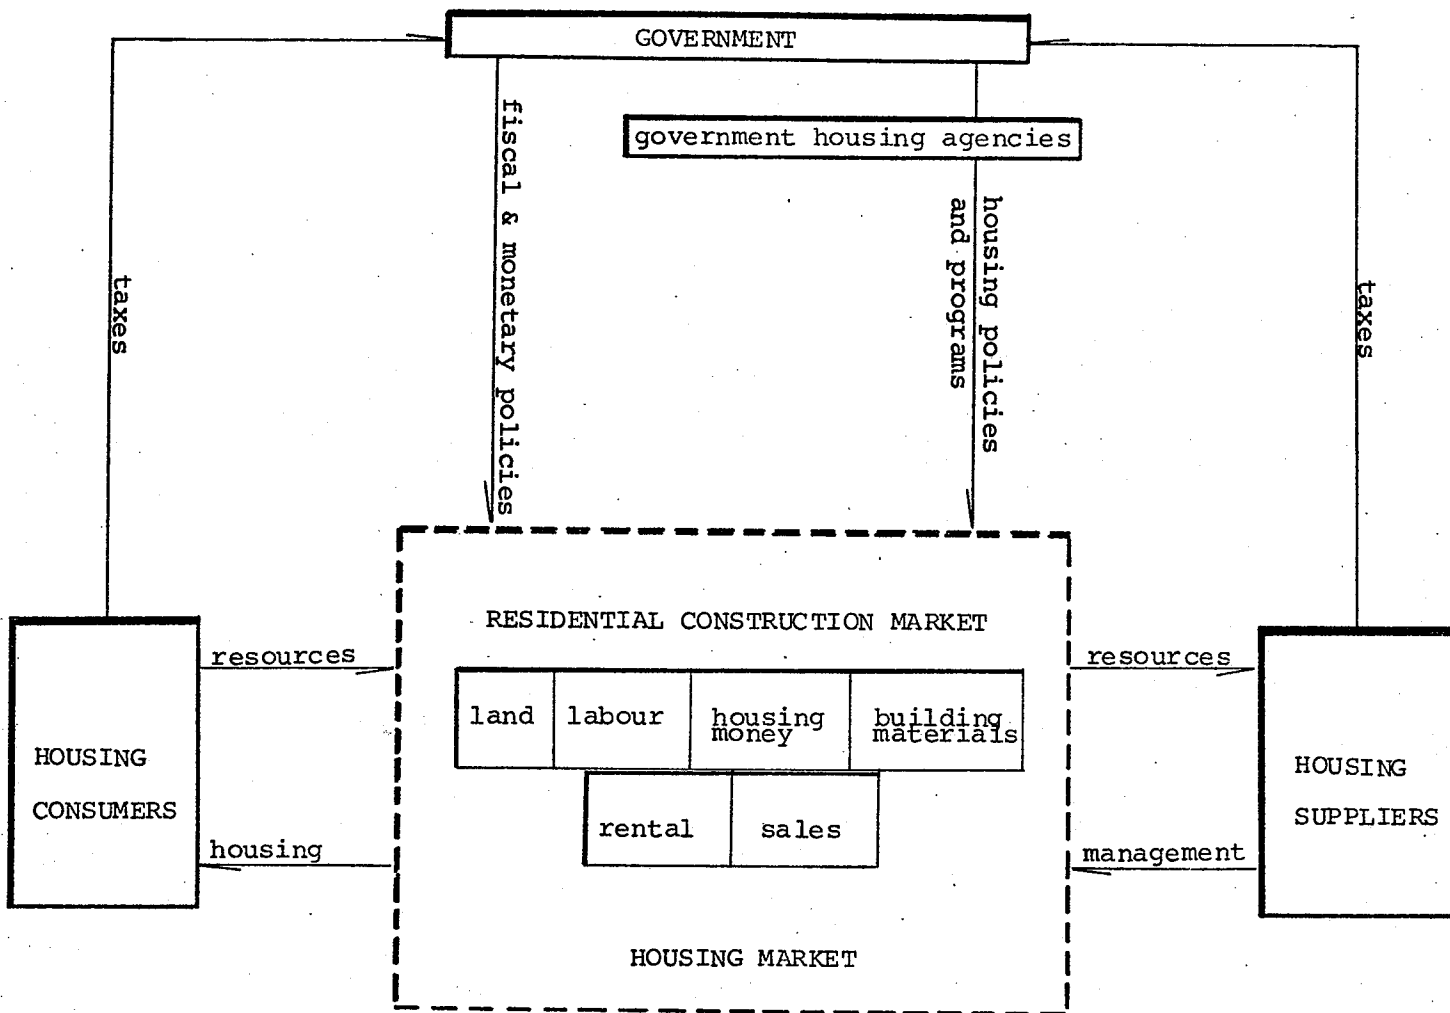 GOVERNMENT
government housing agencies
fiscal & monetary policies
housing policies
and programs
taxes
taxes
RESIDENTIAL CONSTRUCTION MARKET
resources
resources
land
labour
housing
money
building
materials
HOUSING
CONSUMERS
HOUSING
SUPPLIERS
rental
sales
housing
management
HOUSING MARKET